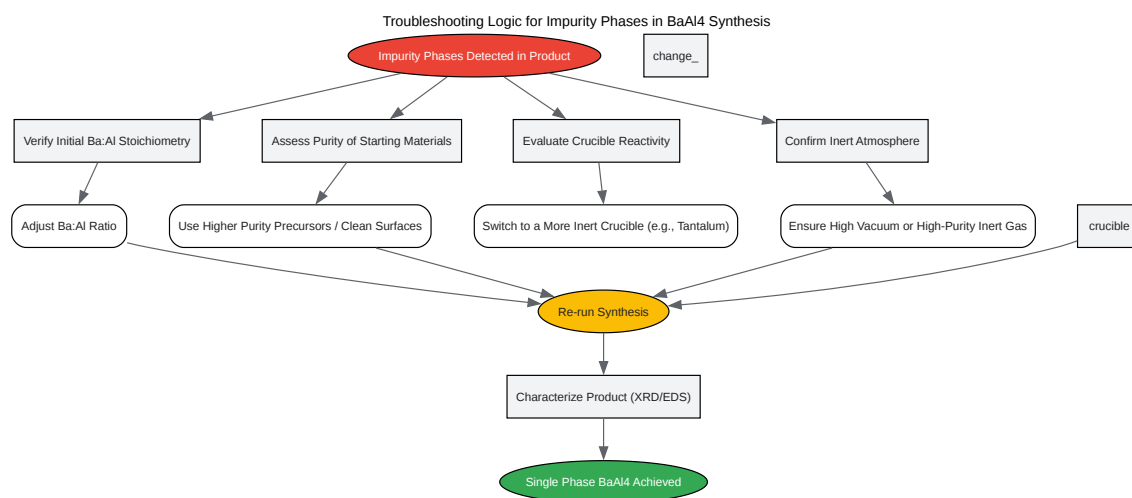 Troubleshooting Logic for Impurity Phases in BaAl4 Synthesis
Impurity Phases Detected in Product
change_
Verify Initial Ba:Al Stoichiometry
Assess Purity of Starting Materials
Evaluate Crucible Reactivity
Confirm Inert Atmosphere
Adjust Ba:Al Ratio
Use Higher Purity Precursors / Clean Surfaces
Switch to a More Inert Crucible (e.g., Tantalum)
Ensure High Vacuum or High-Purity Inert Gas
crucible
Re-run Synthesis
Characterize Product (XRD/EDS)
Single Phase BaAl4 Achieved